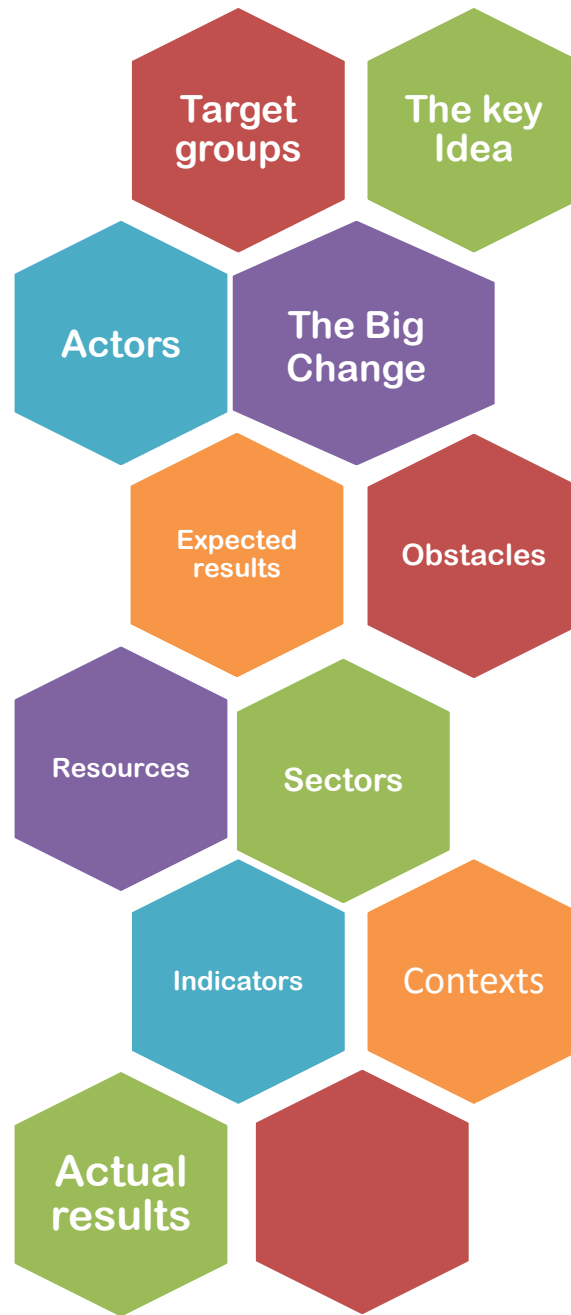 Target
groups
The key
Idea
Actors
The Big
Change
Expected
results
Obstacles
Resources
Sectors
Indicators
Contexts
Actual
results